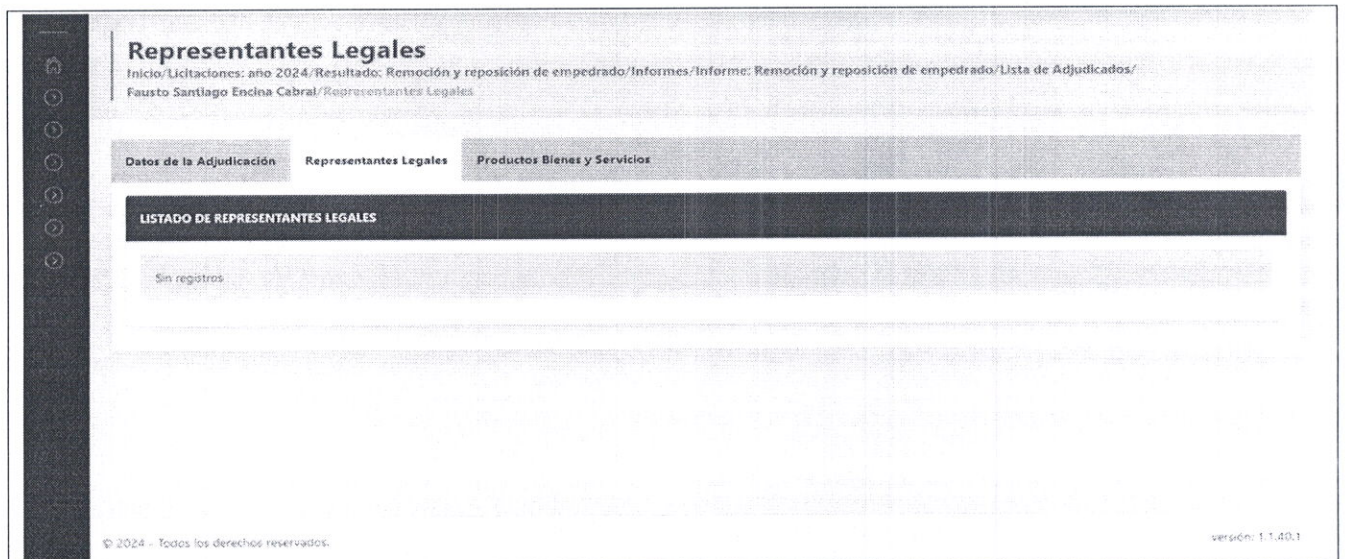 Representantes Legales
Inicio/Licitaciones: año 2024/Resultado: Remoción y reposición de empedrado/Informes/Informe: Remoción y reposición de empedrado/Lista de Adjudicados/
Fausto Santiago Encina Cabral/Representantes Legales
Datos de la Adjudicación Representantes Legales Productos Bienes y Servicios
LISTADO DE REPRESENTANTES LEGALES
Sin registros
© 2024 - Todos los derechos reservados. versión: 1.1.40.1